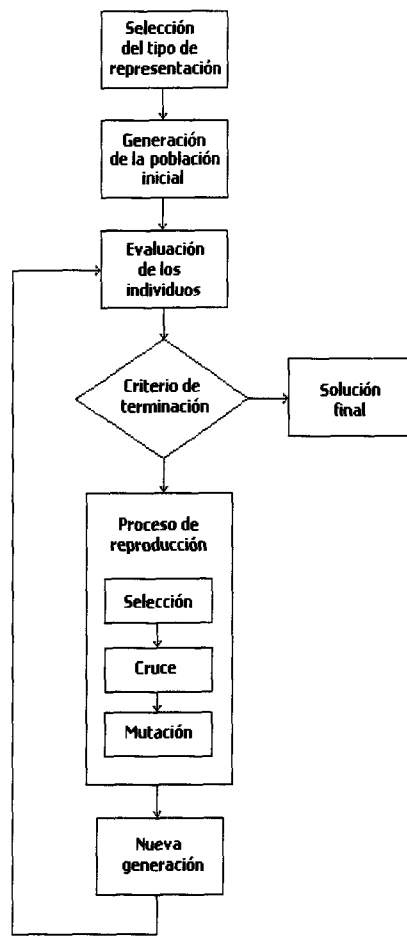 Selección
del tipo de
representación
Generación
de la población
inicial
Evaluación
de los
individuos
Criterio de
terminación
Solución
final
Proceso de
reproducción
Selección
Cruce
Mutación
Nueva
generación